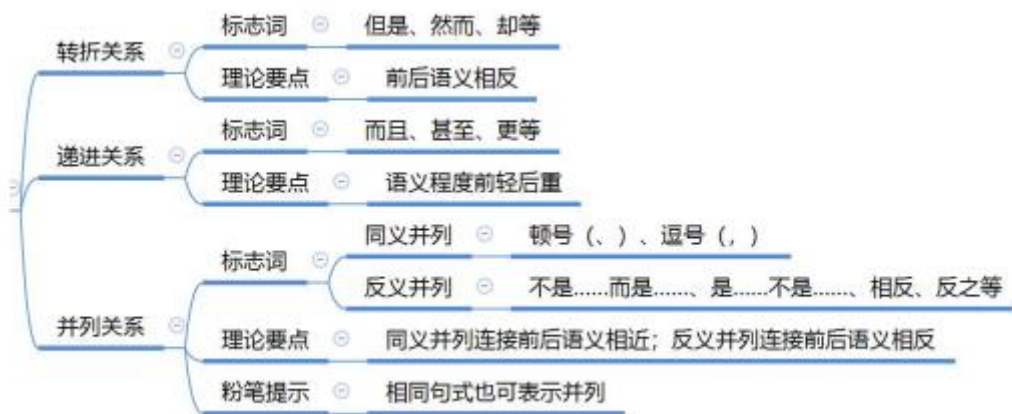 转折关系
标志词
但是、然而、却等
理论要点
前后语义相反
递进关系
标志词
而且、甚至、更等
理论要点
语义程度前轻后重
并列关系
标志词
同义并列
顿号（、）、逗号（，）
反义并列
不是......而是......、是......不是......、相反、反之等
理论要点
同义并列连接前后语义相近；反义并列连接前后语义相反
粉笔提示
相同句式也可表示并列